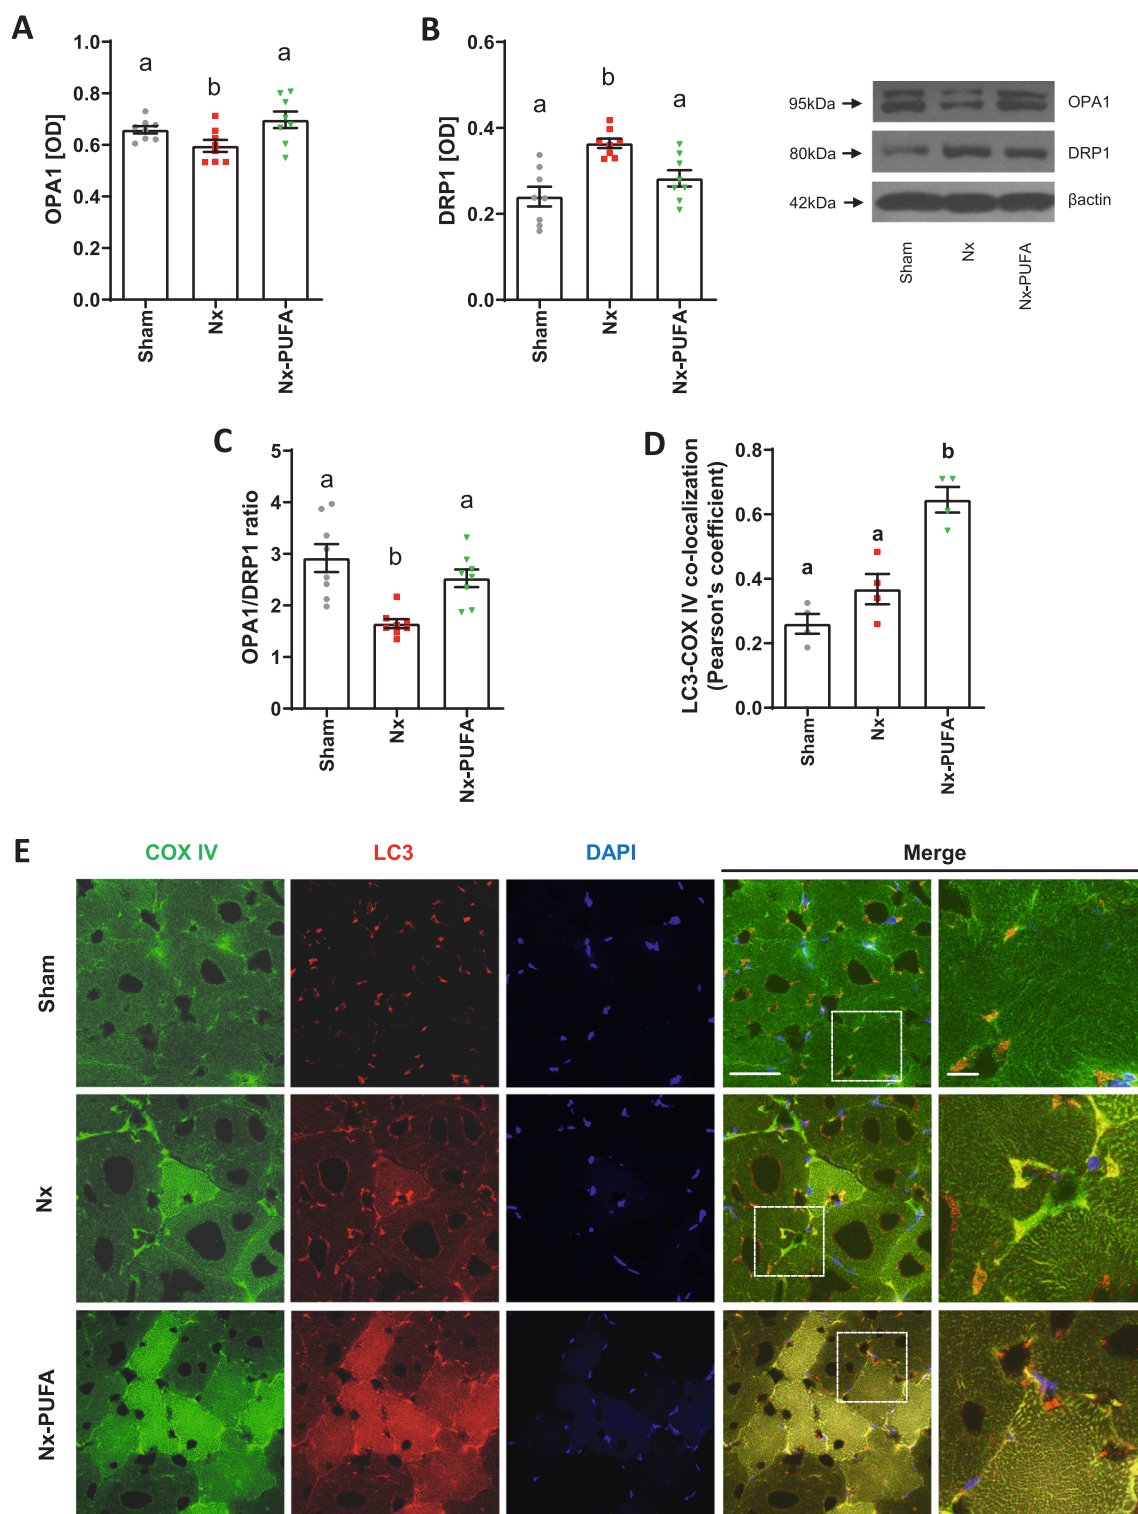 A
OPA1 [OD]
1.0
0.8
0.6
0.4
0.2
0.0
a
b
a
Sham
Nx
Nx-PUFA
B
DRP1 [OD]
0.6
0.4
0.2
0.0
a
b
a
Sham
Nx
Nx-PUFA
95kDa
OPA1
80kDa
DRP1
42kDa
βactin
Sham
Nx
Nx-PUFA
C
OPA1/DRP1 ratio
5
4
3
2
1
0
a
b
a
Sham
Nx
Nx-PUFA
D
LC3-COX IV co-localization
(Pearson's coefficient)
0.8
0.6
0.4
0.2
0.0
a
a
b
Sham
Nx
Nx-PUFA
E
COX IV
LC3
DAPI
Merge
Sham
Nx
Nx-PUFA